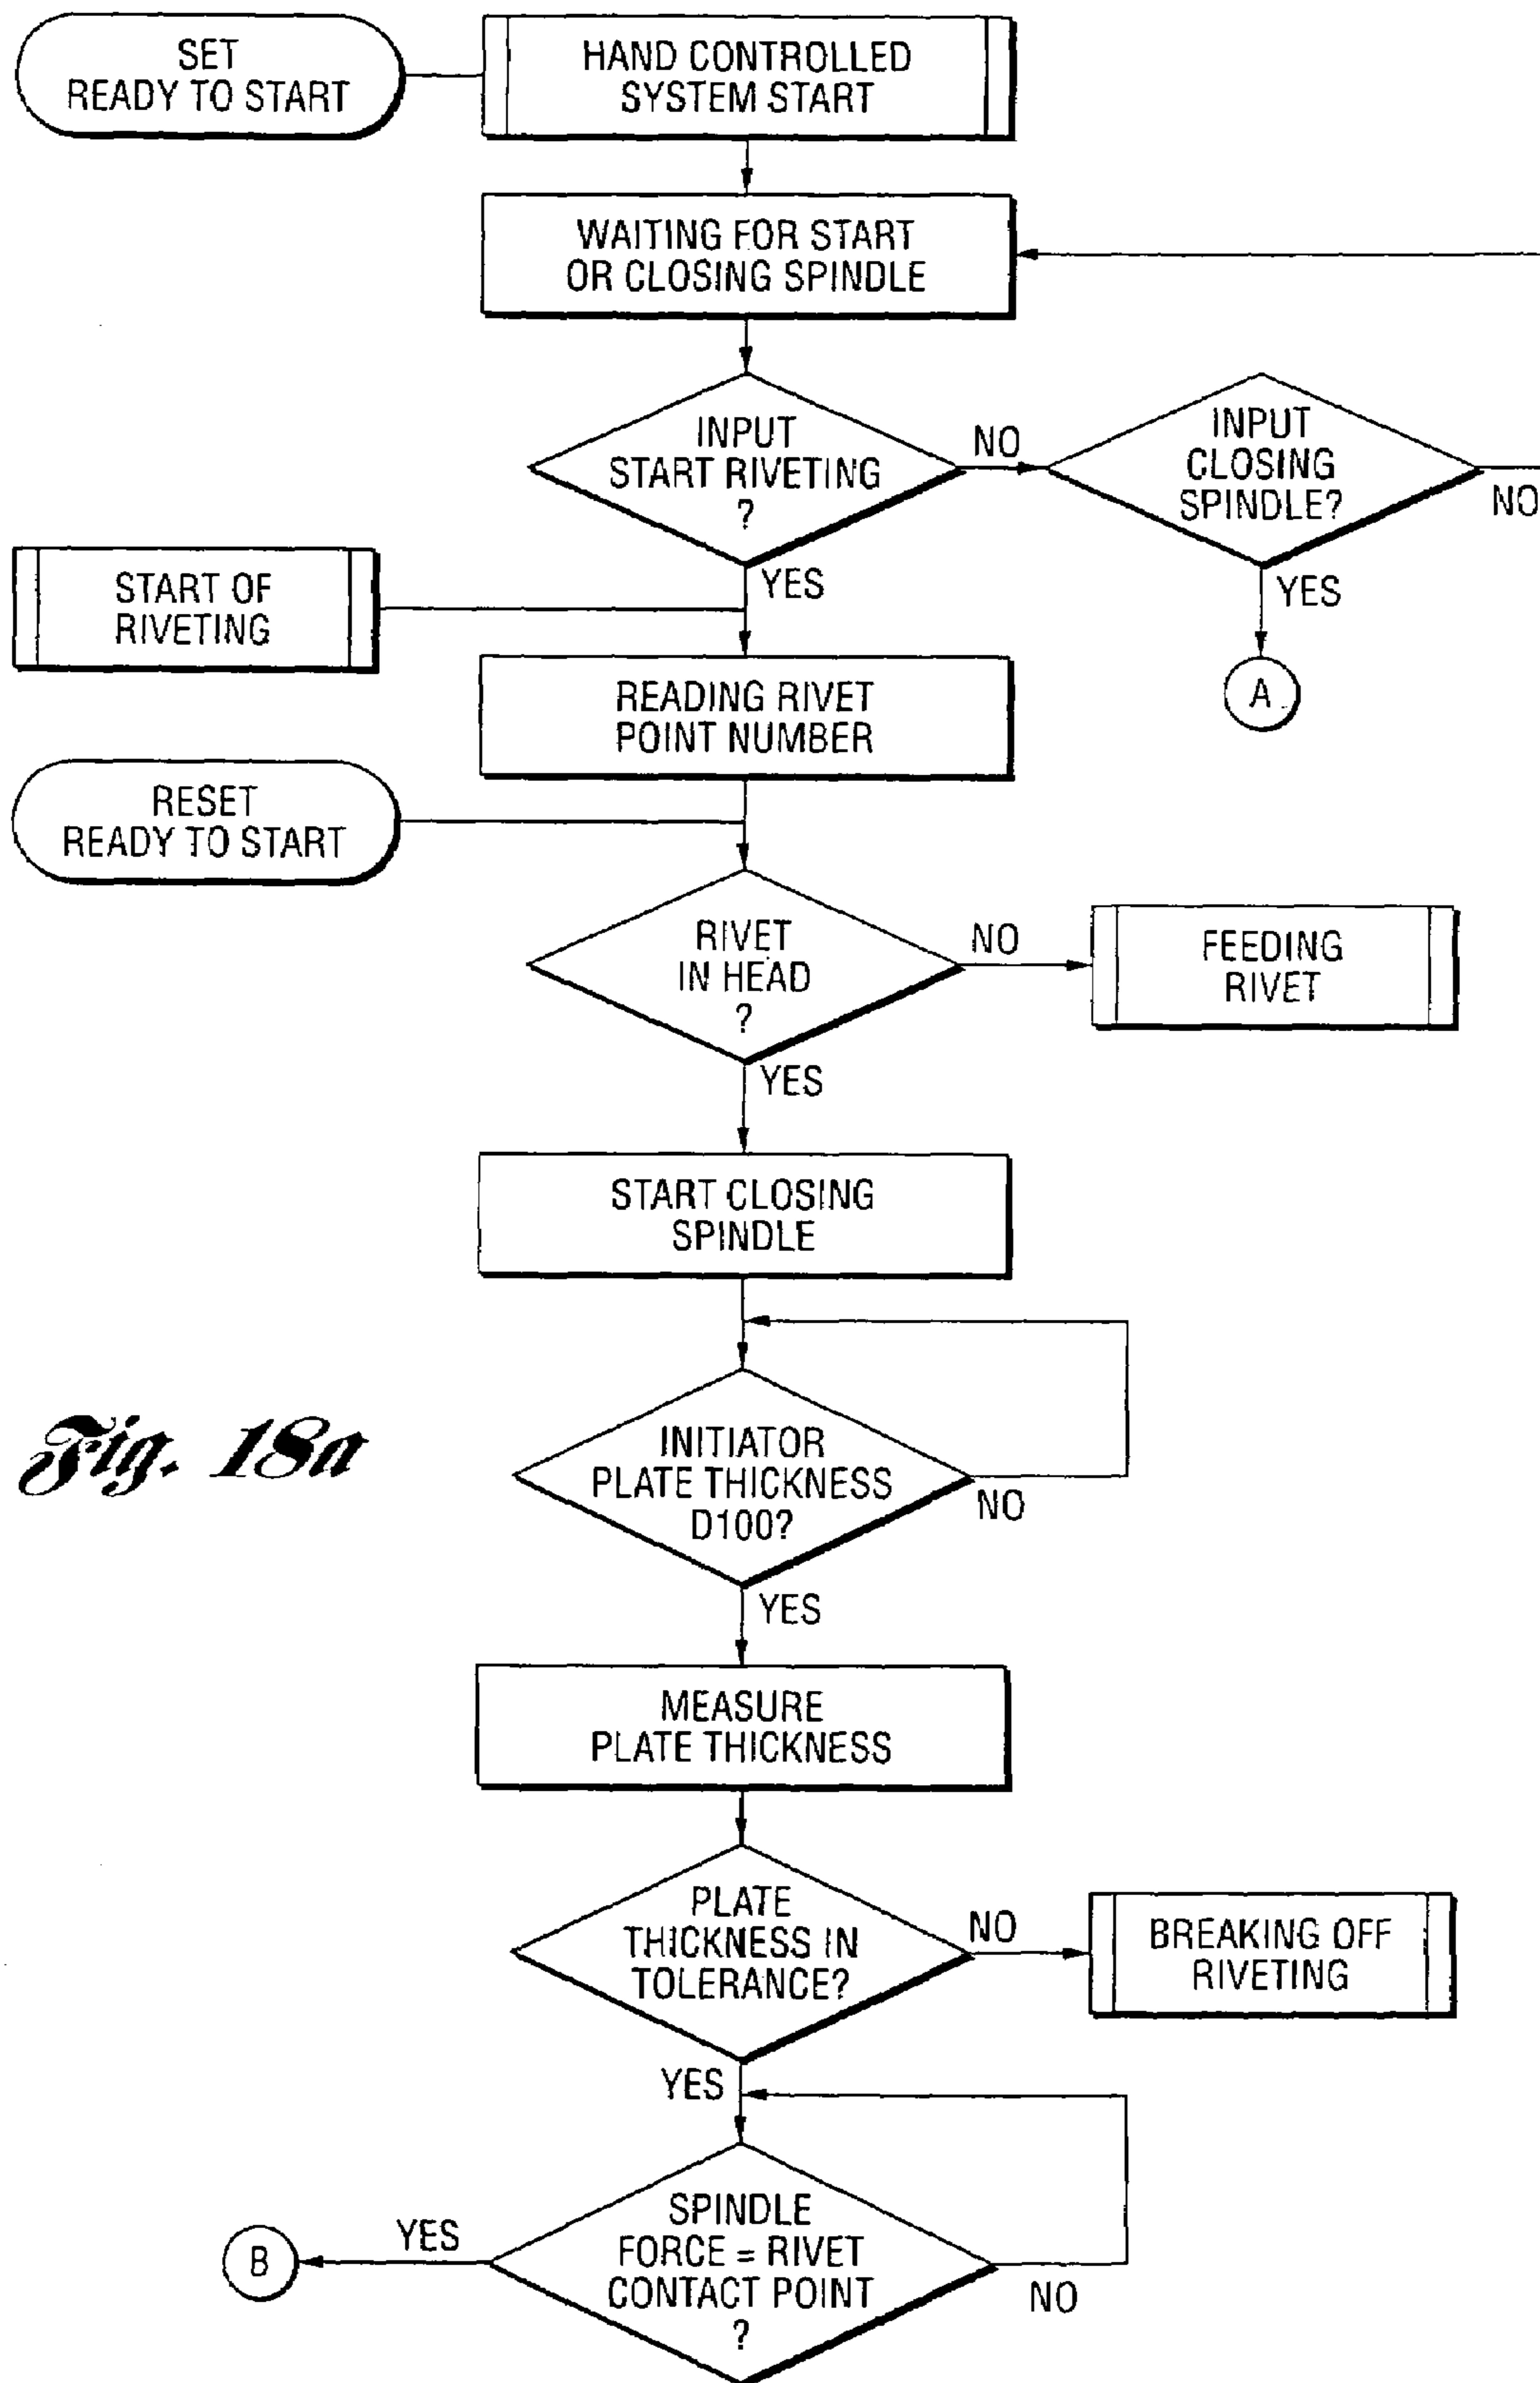 SET
READY TO START
HAND CONTROLLED
SYSTEM START
WAITING FOR START
OR CLOSING SPINDLE
INPUT
START RIVETING
?
NO
INPUT
CLOSING
SPINDLE?
NO
YES
YES
START OF
RIVETING
A
READING RIVET
POINT NUMBER
RESET
READY TO START
RIVET
IN HEAD
?
NO
FEEDING
RIVET
YES
START CLOSING
SPINDLE
Fig. 18a
INITIATOR
PLATE THICKNESS
D100?
NO
YES
MEASURE
PLATE THICKNESS
PLATE
THICKNESS IN
TOLERANCE?
NO
BREAKING OFF
RIVETING
YES
SPINDLE
FORCE = RIVET
CONTACT POINT
?
YES
B
NO